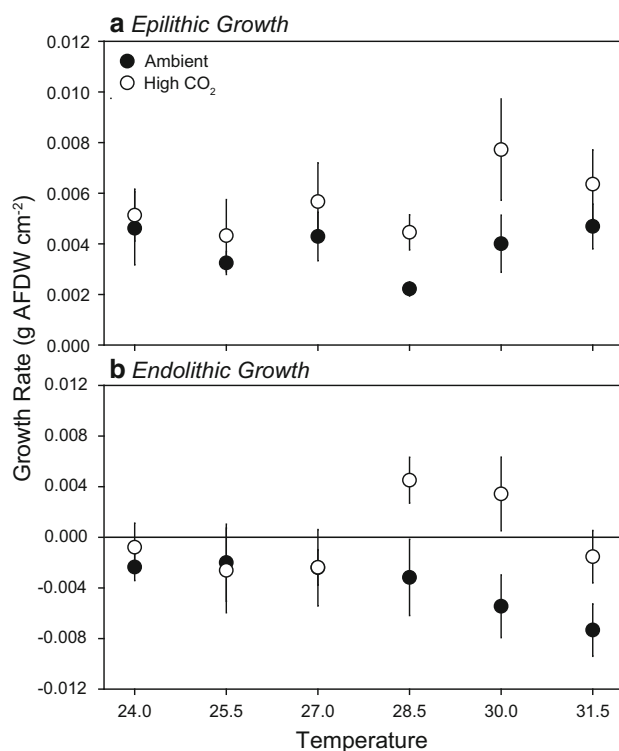 a Epilithic Growth
0.012
0.010
0.008
0.006
0.004
0.002
0.000
Ambient
High CO₂
Growth Rate (g AFDW cm⁻²)
b Endolithic Growth
0.012
0.008
0.004
0.000
-0.004
-0.008
-0.012
24.0 25.5 27.0 28.5 30.0 31.5
Temperature